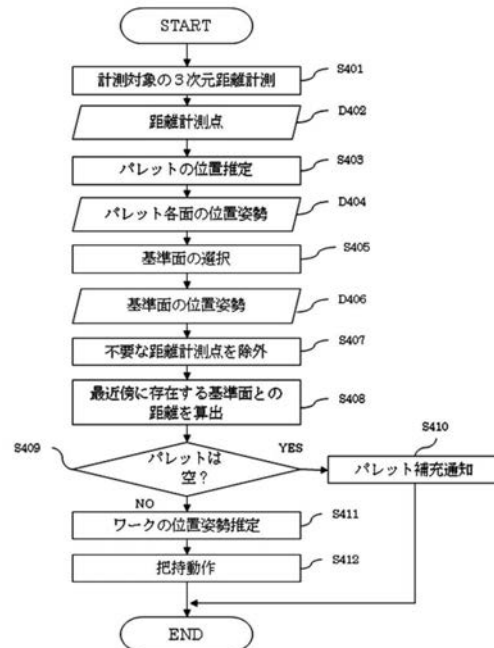 START
計測対象の3次元距離計測
S401
距離計測点
D402
パレットの位置推定
S403
パレット各面の位置姿勢
D404
基準面の選択
S405
基準面の位置姿勢
D406
不要な距離計測点を除外
S407
最近傍に存在する基準面との
距離を算出
S408
S409
パレットは
空?
YES
S410
パレット補充通知
NO
ワークの位置姿勢推定
S411
把持動作
S412
END